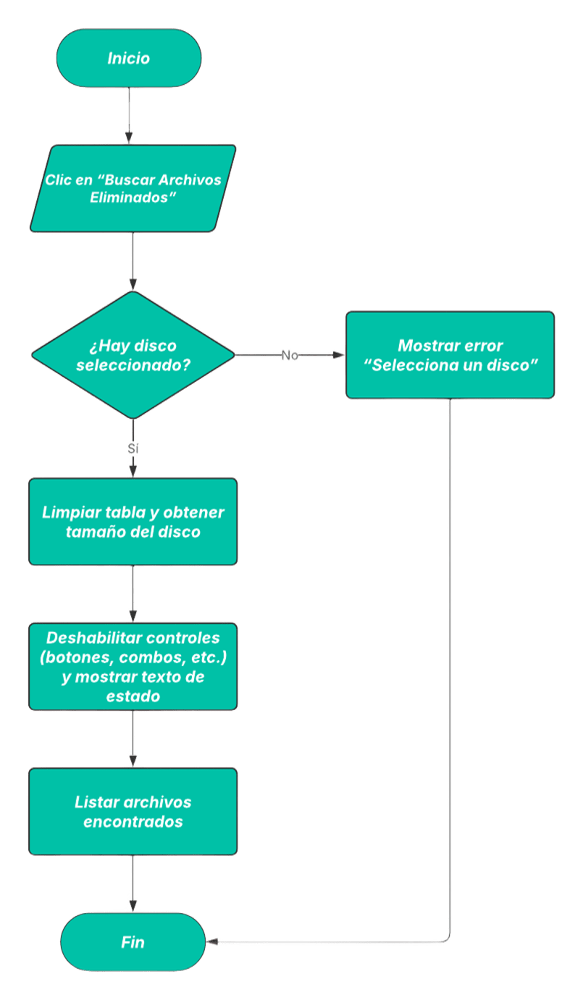 Inicio
Clic en “Buscar Archivos
Eliminados”
¿Hay disco
seleccionado?
No
Mostrar error
“Selecciona un disco”
Sí
Limpiar tabla y obtener
tamaño del disco
Deshabilitar controles
(botones, combos, etc.)
y mostrar texto de
estado
Listar archivos
encontrados
Fin